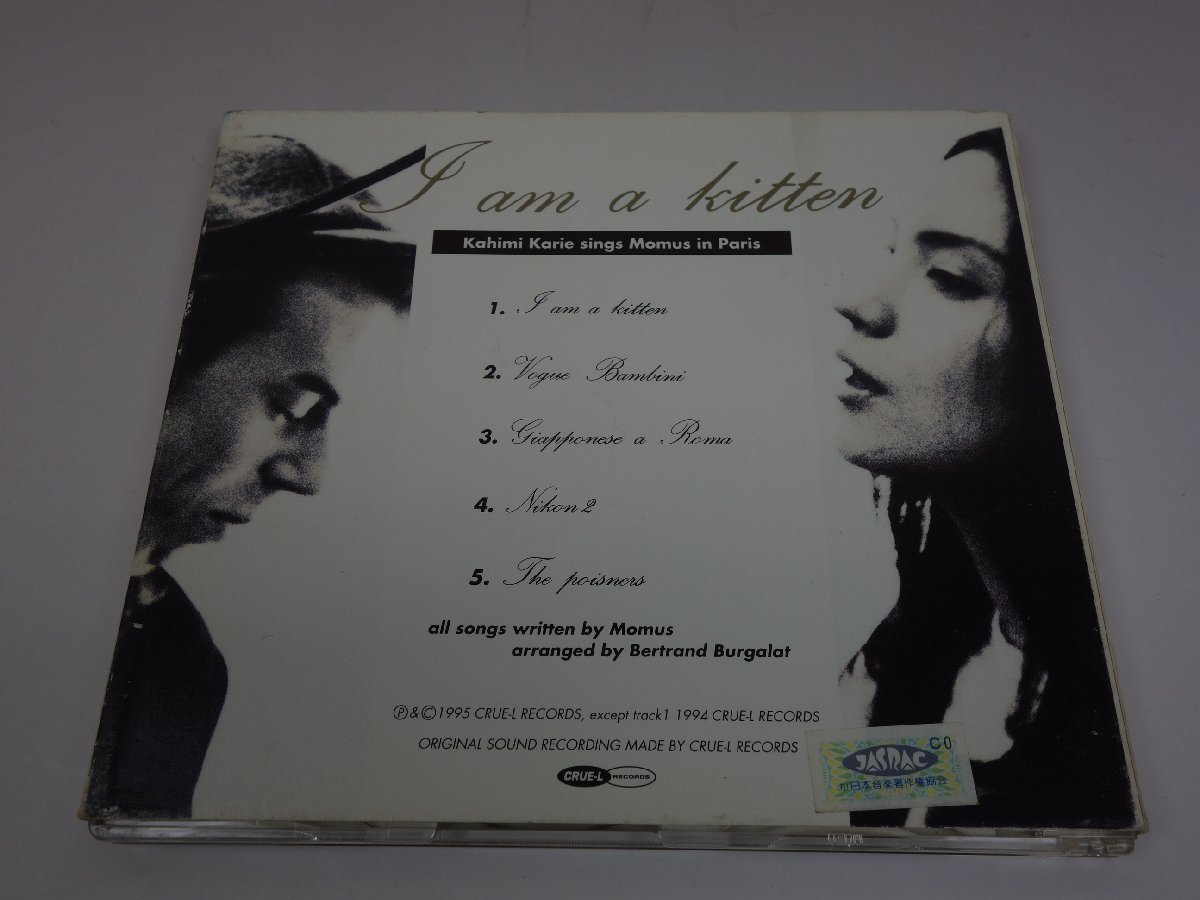 I am a kitten
Kahimi Karie sings Momus in Paris
1. I am a kitten
2. Vogue Bambini
3. Giapponese a Roma
4. Nikon 2
5. The poisners
all songs written by Momus
arranged by Bertrand Burgalat
℗&©1995 CRUE-L RECORDS, except track1 1994 CRUE-L RECORDS
ORIGINAL SOUND RECORDING MADE BY CRUE-L RECORDS
CRUE-L RECORDS
JASRAC C0
㈶日本音楽著作権協会